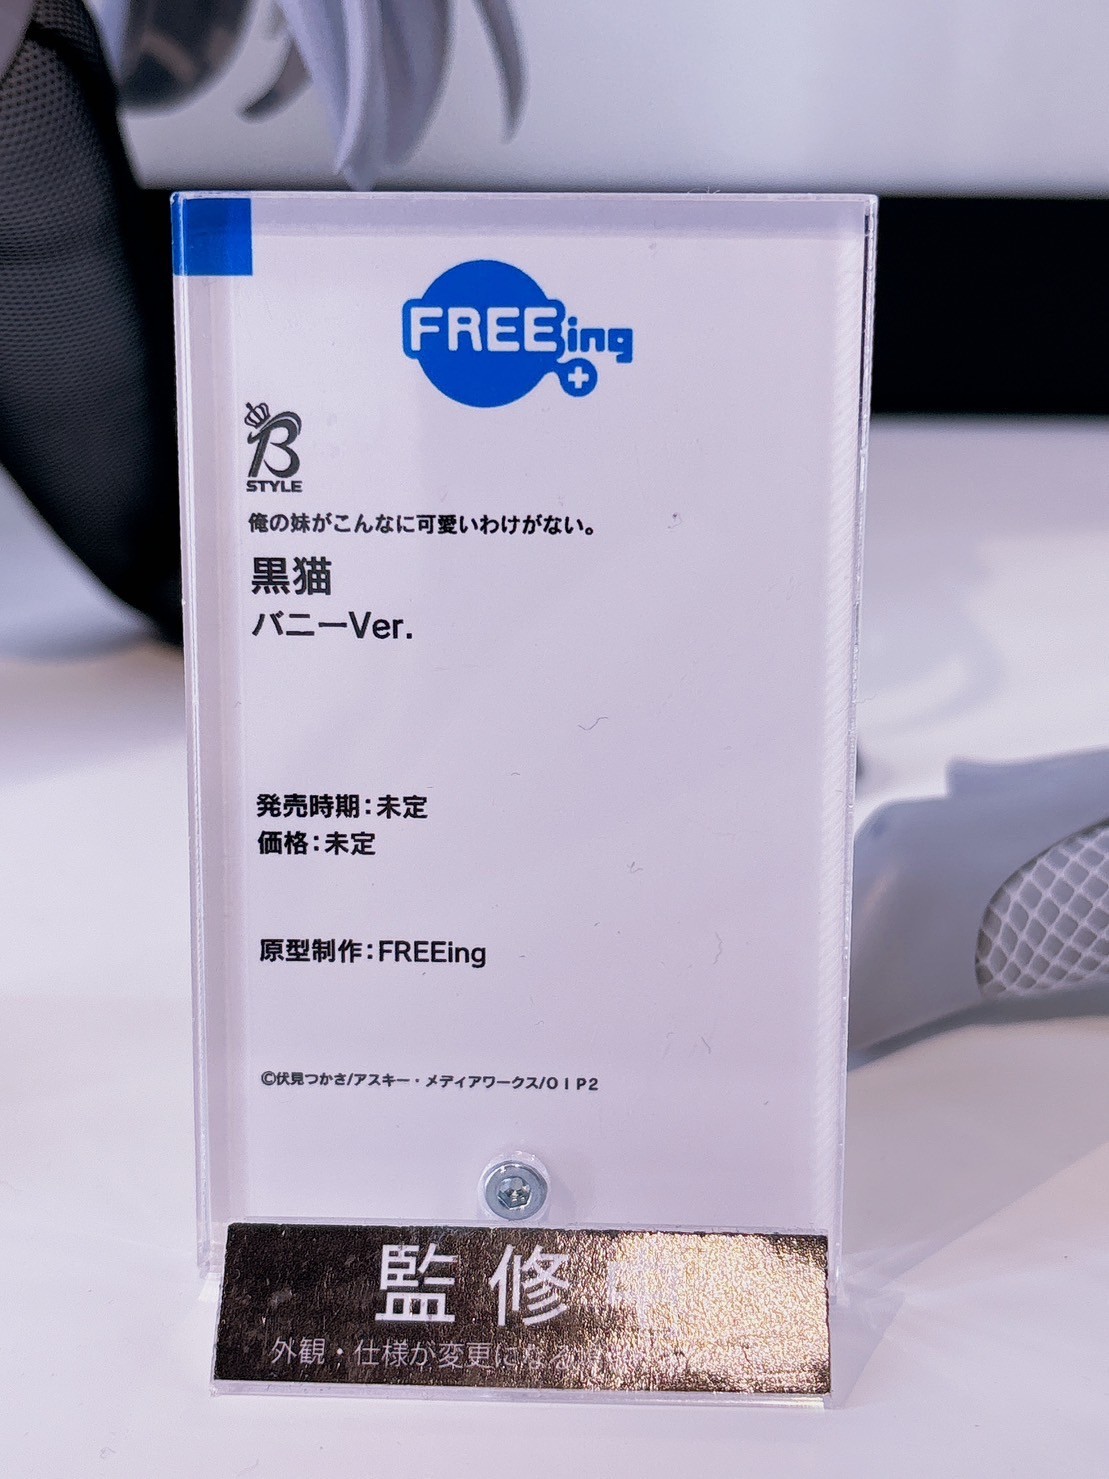 FREEing
B
STYLE
俺の妹がこんなに可愛いわけがない。
黒猫
バニーVer.
発売時期：未定
価格：未定
原型制作：FREEing
©伏見つかさ/アスキー・メディアワークス/OIP2
監修中
外観・仕様が変更になる